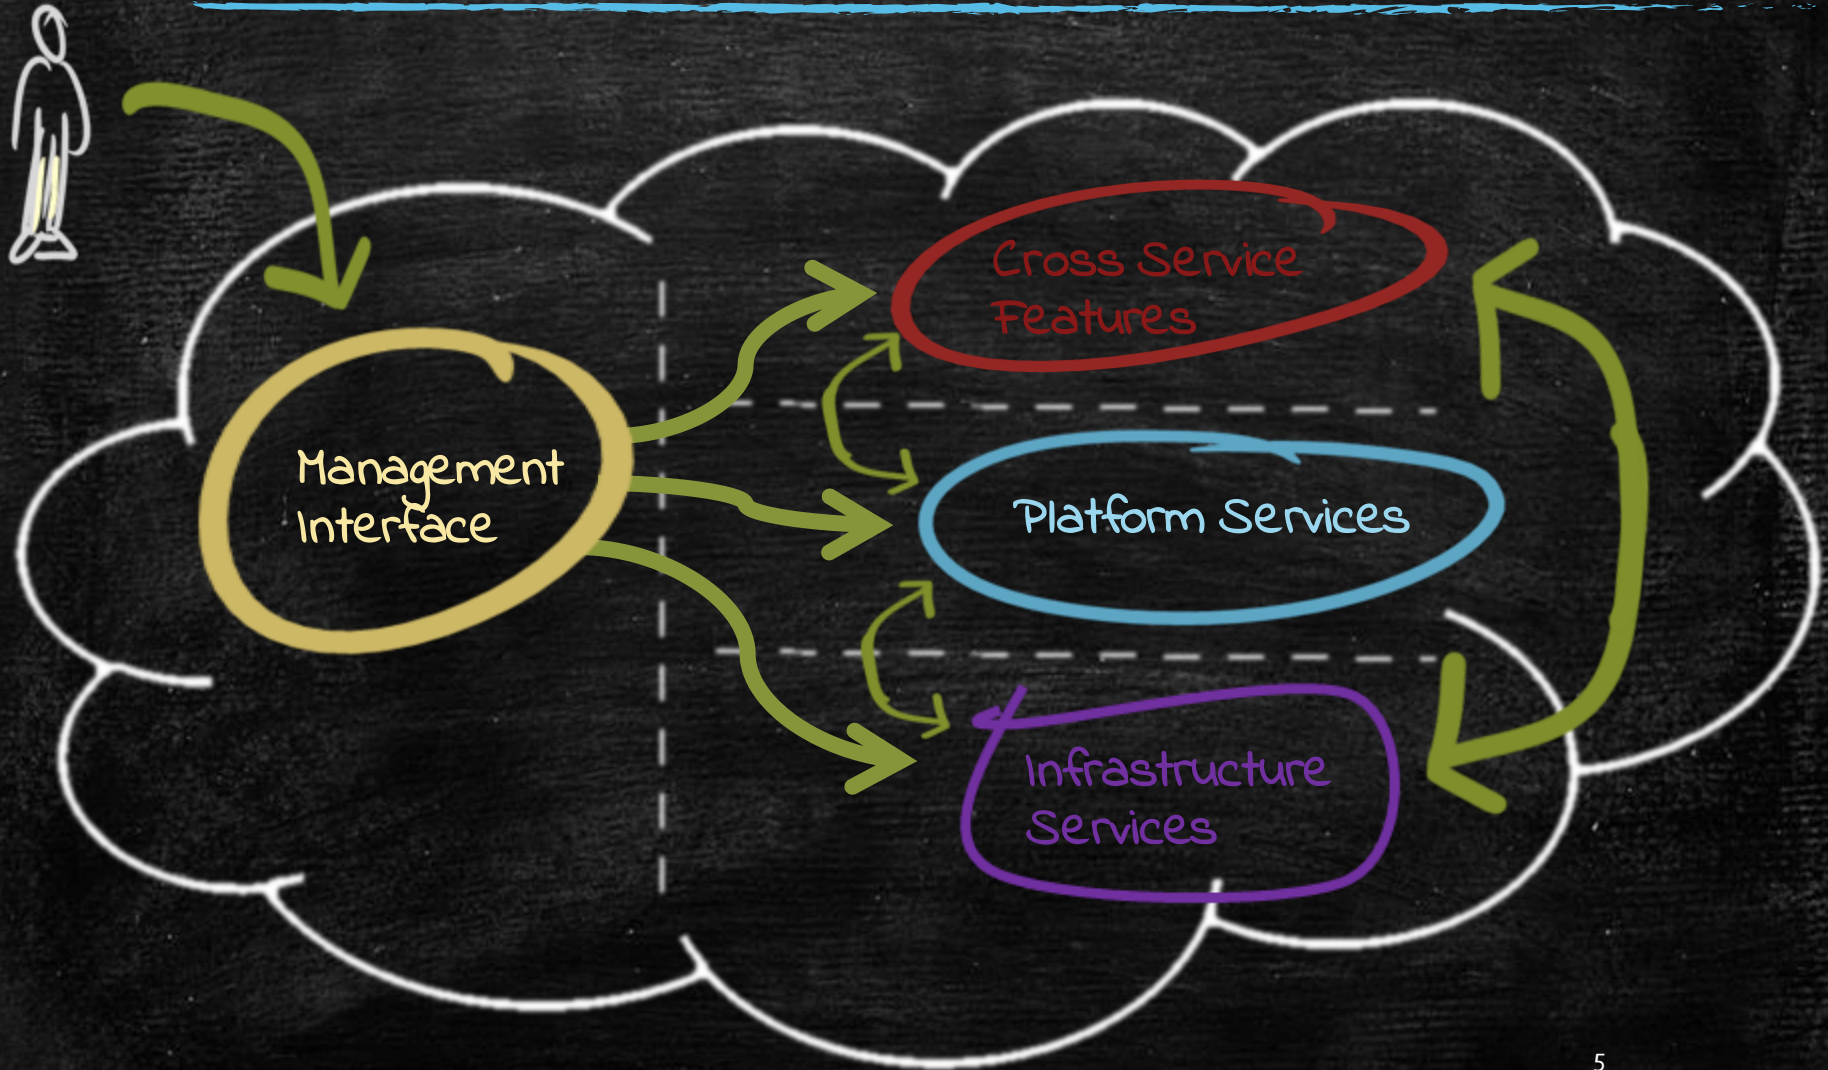 Cross Service
Features
Management
Interface
Platform Services
Infrastructure
Services
5